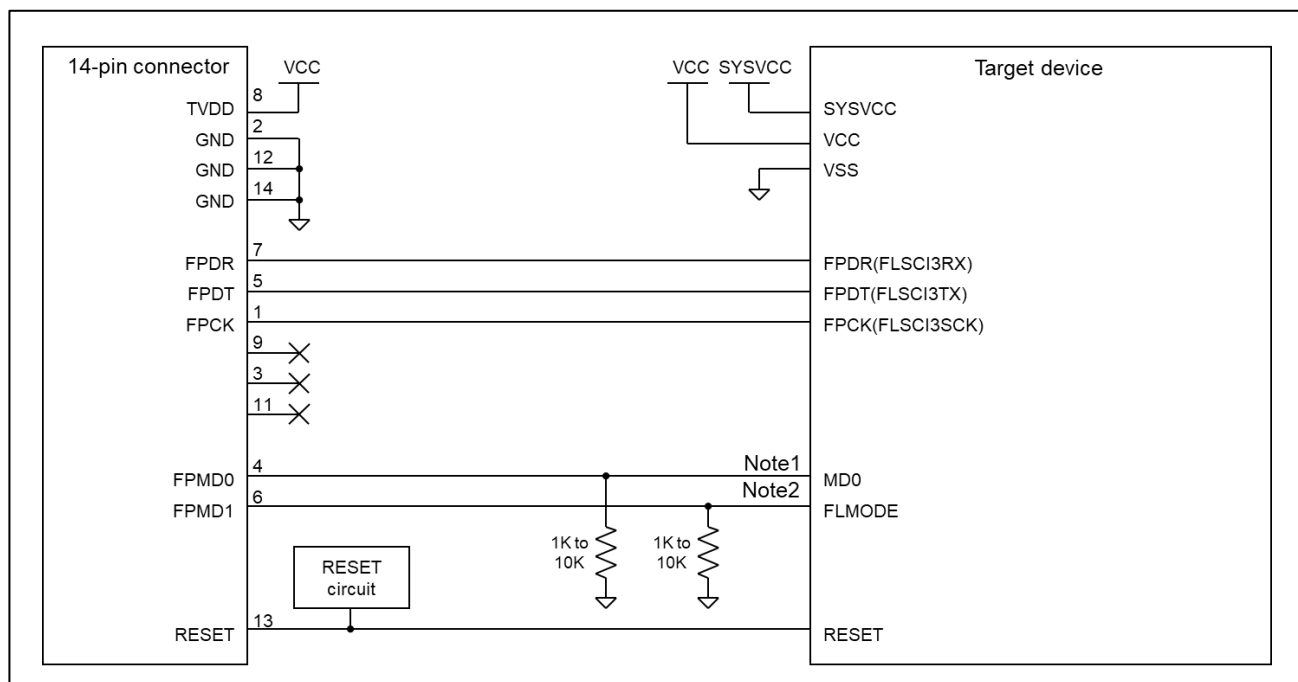 14-pin connector
VCC
VCC
SYSVCC
Target device
8
TVDD
SYSVCC
2
GND
VCC
12
GND
VSS
14
GND
7
FPDR
FPDR(FLSCI3RX)
5
FPDT
FPDT(FLSCI3TX)
1
FPCK
FPCK(FLSCI3SCK)
9
3
11
4
FPMD0
Note1
MD0
6
FPMD1
Note2
FLMODE
1K to
10K
1K to
10K
RESET
circuit
13
RESET
RESET